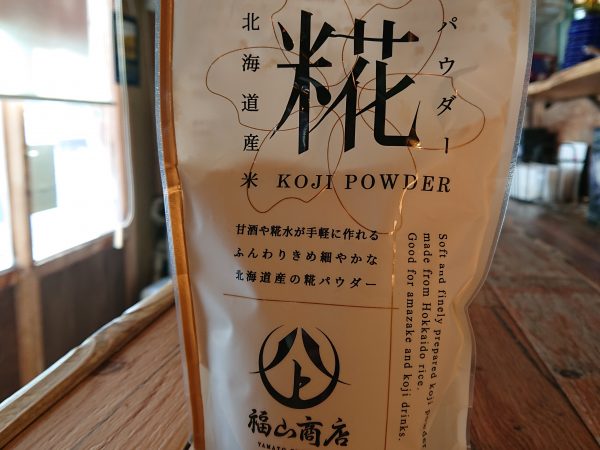 北海道産米
糀
パウダー
KOJI POWDER
甘酒や糀水が手軽に作れる
ふんわりきめ細やかな
北海道産の糀パウダー
Soft and finely prepared koji powder
made from Hokkaido rice.
Good for amazake and koji drinks.
福山商店